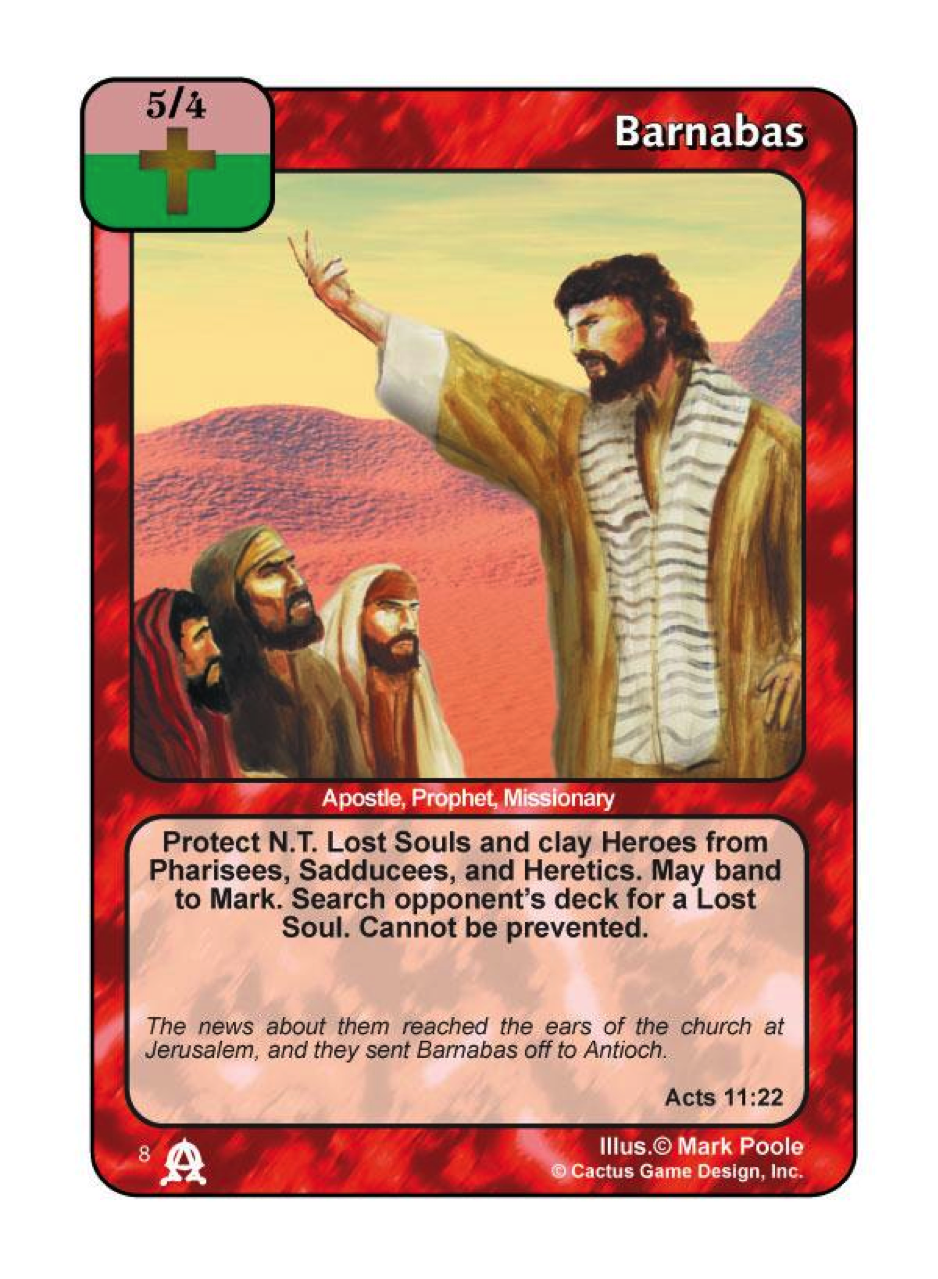 5/4
Barnabas
Apostle, Prophet, Missionary
Protect N.T. Lost Souls and clay Heroes from
Pharisees, Sadducees, and Heretics. May band
to Mark. Search opponent's deck for a Lost
Soul. Cannot be prevented.
The news about them reached the ears of the church at
Jerusalem, and they sent Barnabas off to Antioch.
Acts 11:22
8
Illus.© Mark Poole
© Cactus Game Design, Inc.